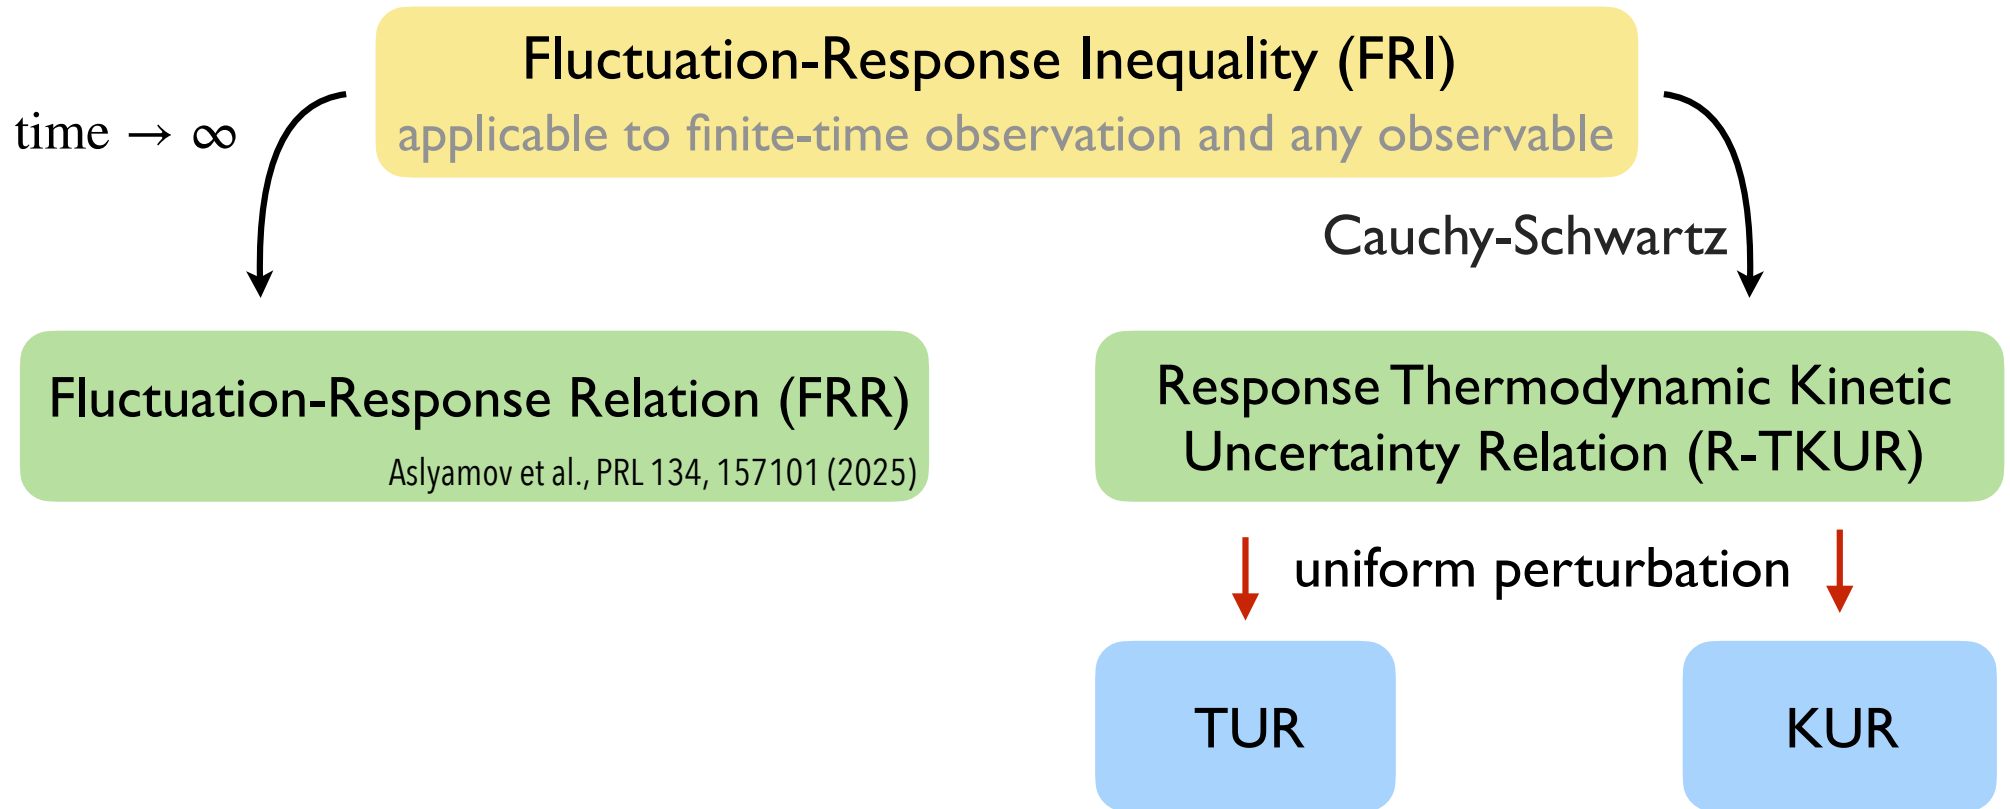 Fluctuation-Response Inequality (FRI)
applicable to finite-time observation and any observable
time → ∞
Cauchy-Schwartz
Fluctuation-Response Relation (FRR)
Aslyamov et al., PRL 134, 157101 (2025)
Response Thermodynamic Kinetic
Uncertainty Relation (R-TKUR)
uniform perturbation
TUR
KUR